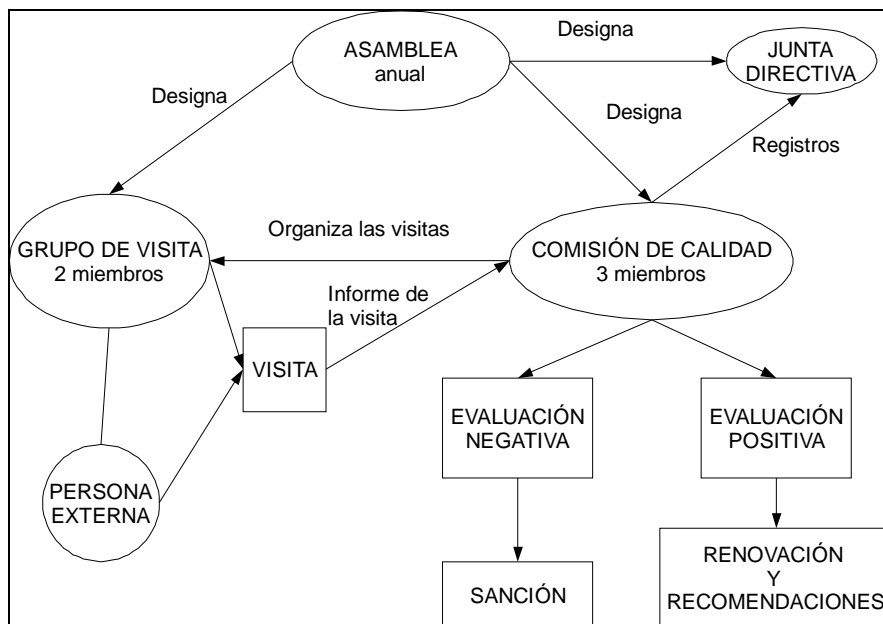 ASAMBLEA
anual
Designa
JUNTA
DIRECTIVA
Designa
Designa
Registros
GRUPO DE VISITA
2 miembros
Organiza las visitas
COMISIÓN DE CALIDAD
3 miembros
Informe de
la visita
VISITA
EVALUACIÓN
NEGATIVA
EVALUACIÓN
POSITIVA
PERSONA
EXTERNA
SANCIÓN
RENOVACIÓN
Y
RECOMENDACIONES